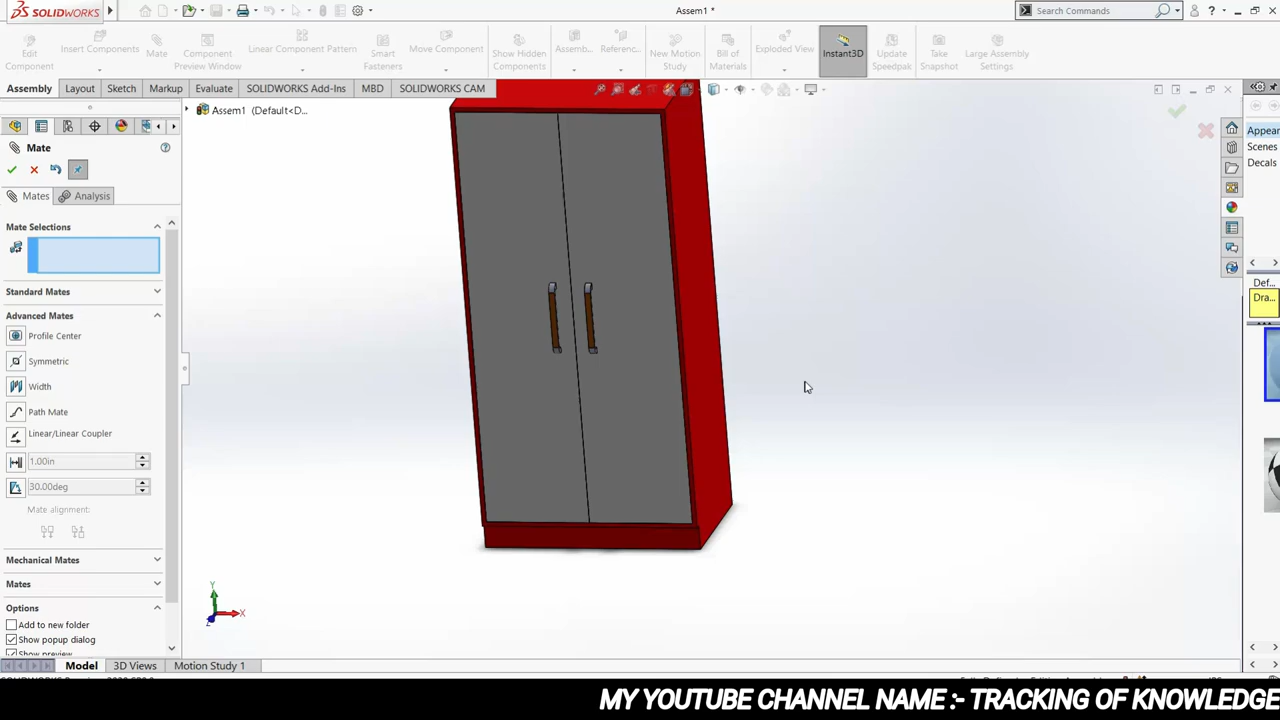 SOLIDWORKS
Assem1 *
Search Commands
Edit Component
Insert Components
Mate
Component Preview Window
Linear Component Pattern
Smart Fasteners
Move Component
Show Hidden Components
Assemb...
Referenc...
New Motion Study
Bill of Materials
Exploded View
Instant3D
Update Speedpak
Take Snapshot
Large Assembly Settings
Assembly
Layout
Sketch
Markup
Evaluate
SOLIDWORKS Add-Ins
MBD
SOLIDWORKS CAM
Assem1 (Default<D...
Mate
Mates
Analysis
Mate Selections
Standard Mates
Advanced Mates
Profile Center
Symmetric
Width
Path Mate
Linear/Linear Coupler
1.00in
30.00deg
Mate alignment:
Mechanical Mates
Mates
Options
Add to new folder
Show popup dialog
Appear
Scenes
Decals
Def...
Dra...
Y
X
Z
Model
3D Views
Motion Study 1
MY YOUTUBE CHANNEL NAME :- TRACKING OF KNOWLEDGE